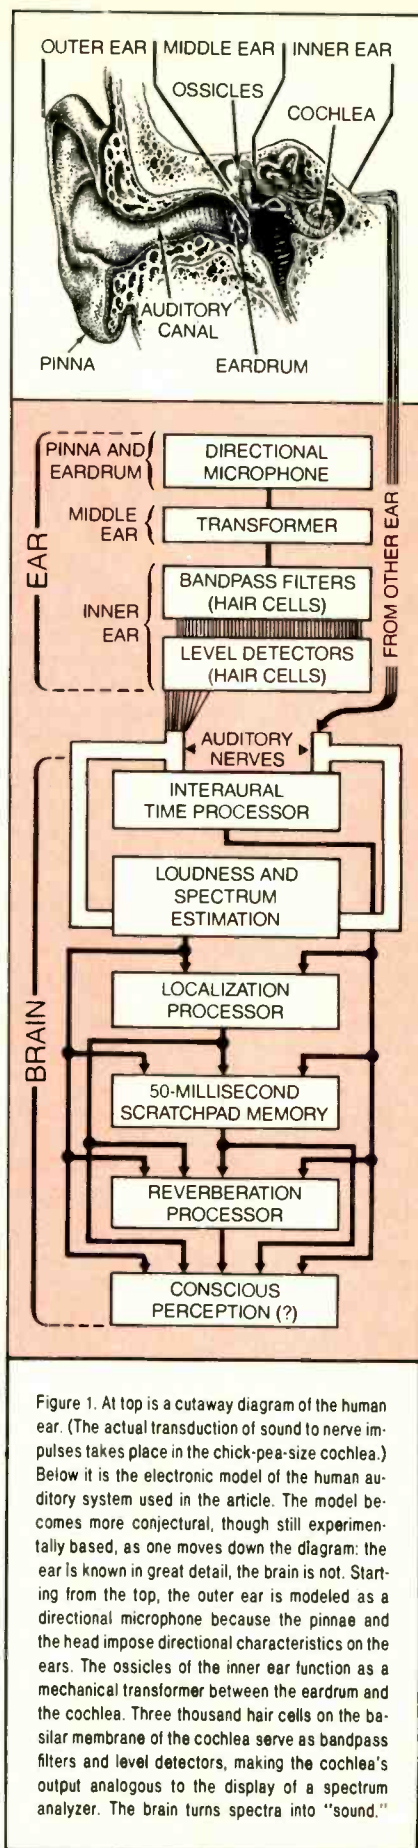 OUTER EAR MIDDLE EAR INNER EAR
OSSICLES
COCHLEA
AUDITORY
CANAL
PINNA
EARDRUM
PINNA AND
EARDRUM
DIRECTIONAL
MICROPHONE
MIDDLE
EAR
TRANSFORMER
EAR
INNER
EAR
BANDPASS FILTERS
(HAIR CELLS)
LEVEL DETECTORS
(HAIR CELLS)
FROM OTHER EAR
AUDITORY
NERVES
INTERAURAL
TIME PROCESSOR
LOUDNESS AND
SPECTRUM
ESTIMATION
BRAIN
LOCALIZATION
PROCESSOR
50-MILLISECOND
SCRATCHPAD MEMORY
REVERBERATION
PROCESSOR
CONSCIOUS
PERCEPTION (?)
Figure 1. At top is a cutaway diagram of the human
ear. (The actual transduction of sound to nerve im-
pulses takes place in the chick-pea-size cochlea.)
Below it is the electronic model of the human au-
ditory system used in the article. The model be-
comes more conjectural, though still experimen-
tally based, as one moves down the diagram: the
ear is known in great detail, the brain is not. Start-
ing from the top, the outer ear is modeled as a
directional microphone because the pinnae and
the head impose directional characteristics on the
ears. The ossicles of the inner ear function as a
mechanical transformer between the eardrum and
the cochlea. Three thousand hair cells on the ba-
silar membrane of the cochlea serve as bandpass
filters and level detectors, making the cochlea's
output analogous to the display of a spectrum
analyzer. The brain turns spectra into "sound."